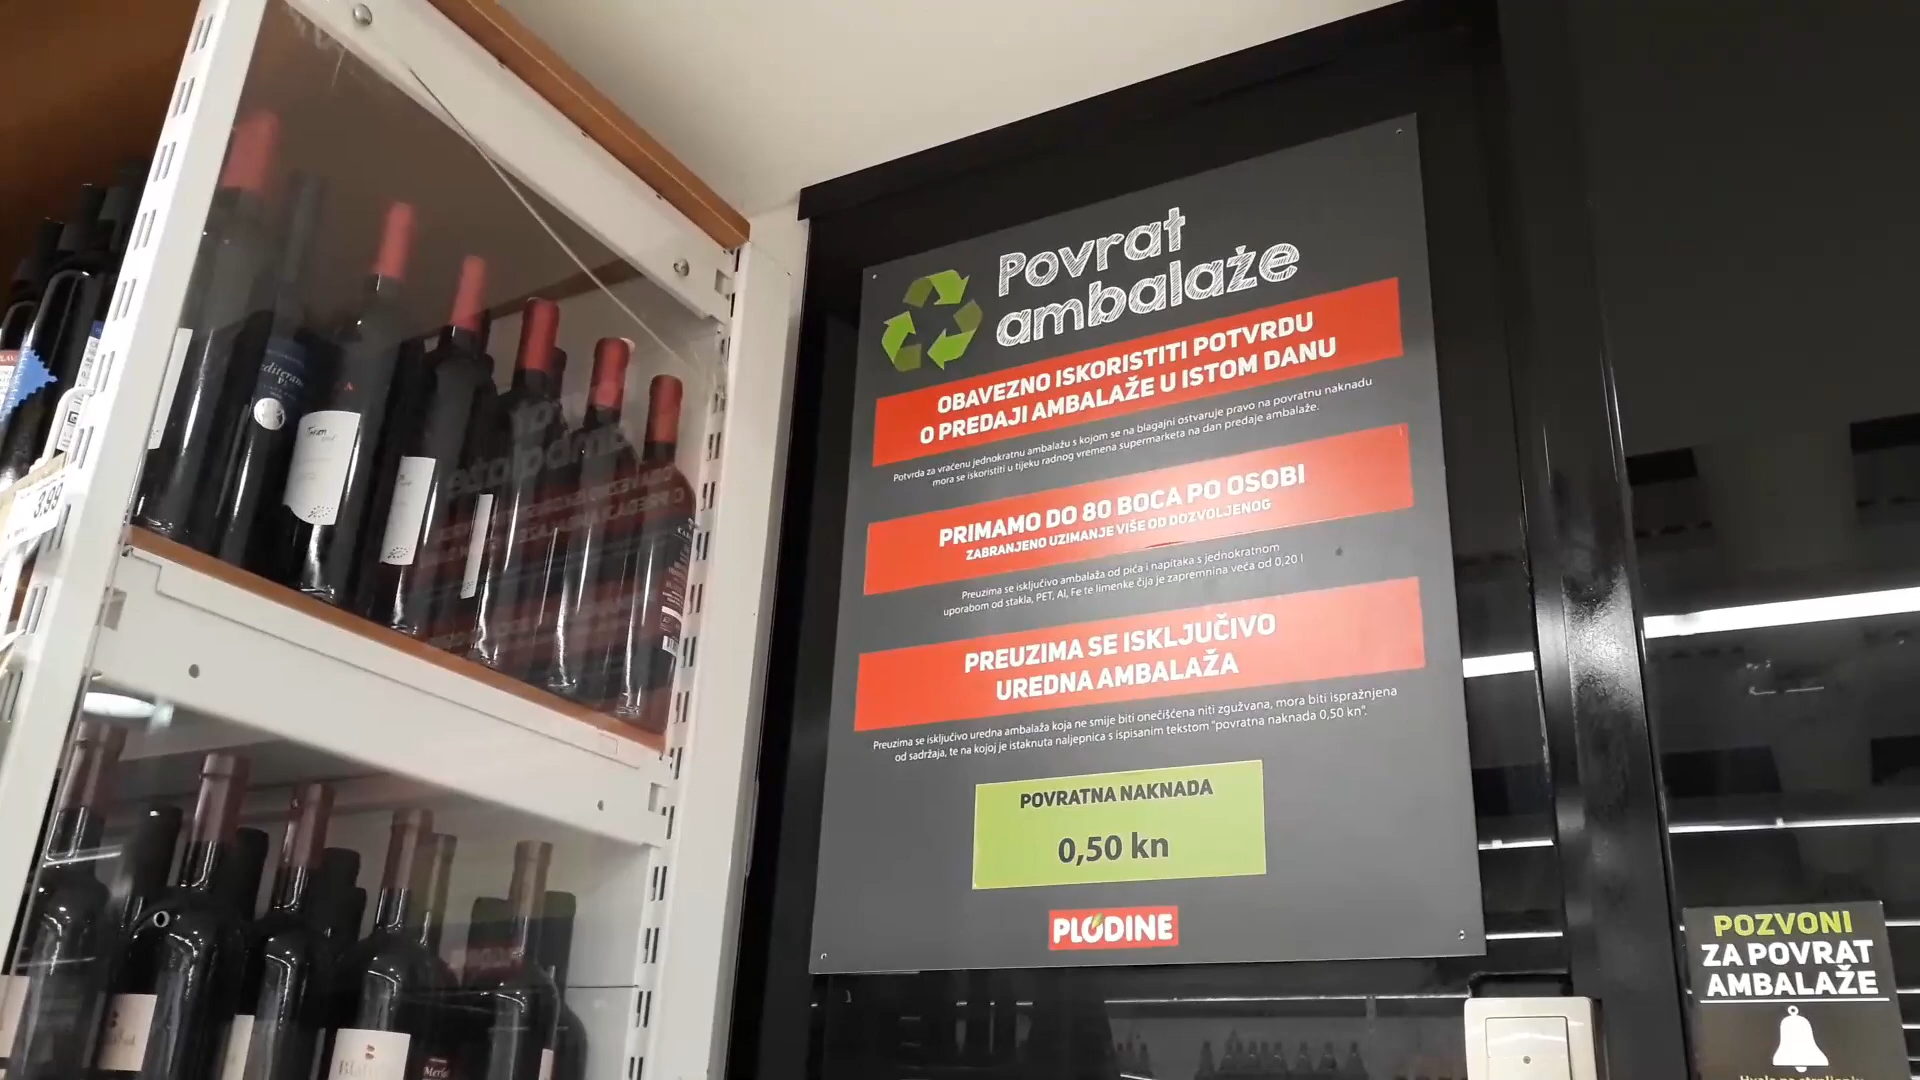 Povrat
ambalaže
OBAVEZNO ISKORISTITI POTVRDU
O PREDAJI AMBALAŽE U ISTOM DANU
Potvrda za vraćenu jednokratnu ambalažu s kojom se na blagajni ostvaruje pravo na povratnu naknadu
mora se iskoristiti u tijeku radnog vremena supermarketa na dan predaje ambalaže.
PRIMAMO DO 80 BOCA PO OSOBI
ZABRANJENO UZIMANJE VIŠE OD DOZVOLJENOG
Preuzima se isključivo ambalaža od pića i napitaka s jednokratnom
uporabom od stakla, PET, Al, Fe te limenke čija je zapremnina veća od 0,20 l
PREUZIMA SE ISKLJUČIVO
UREDNA AMBALAŽA
Preuzima se isključivo uredna ambalaža koja ne smije biti onečišćena niti zgužvana, mora biti ispražnjena
od sadržaja, te na kojoj je istaknuta naljepnica s ispisanim tekstom "povratna naknada 0,50 kn".
POVRATNA NAKNADA
0,50 kn
PLODINE
POZVONI
ZA POVRAT
AMBALAŽE
3,99